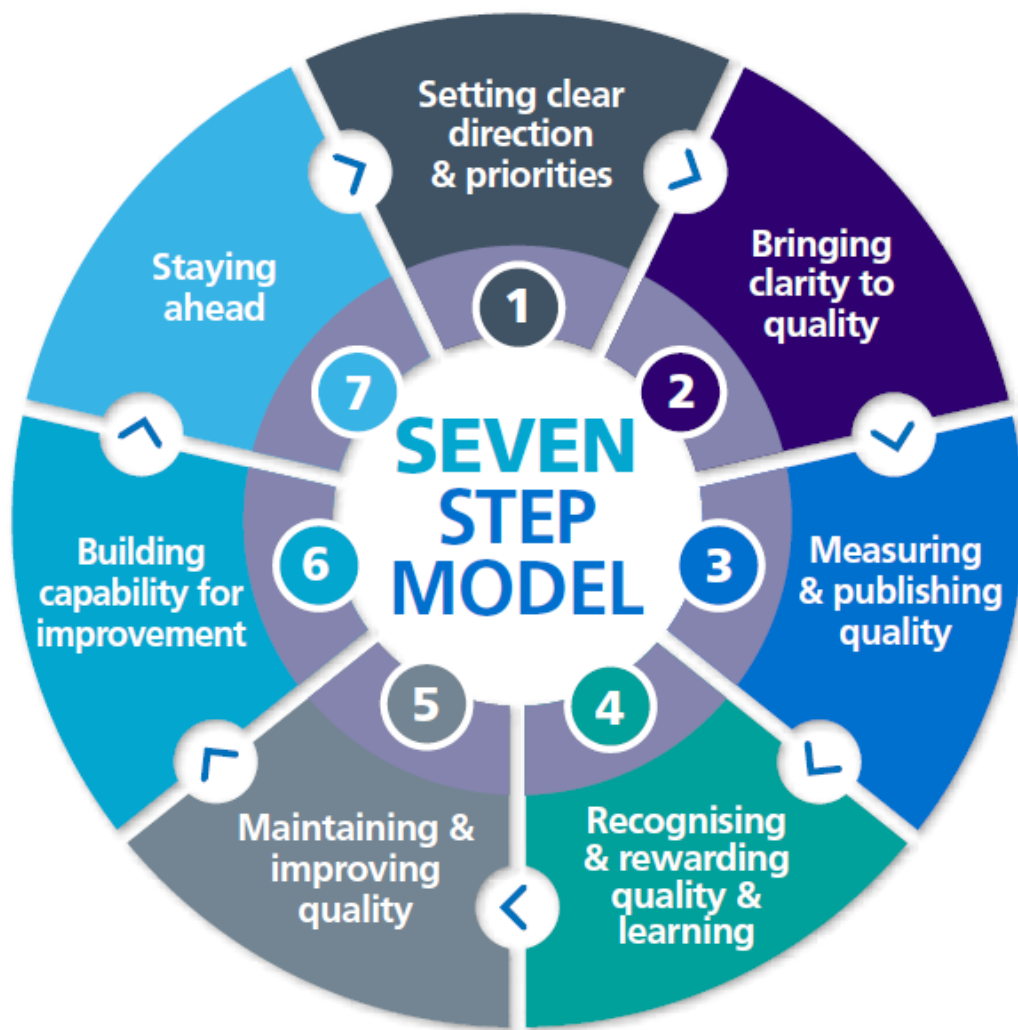 Setting clear
direction
& priorities
1
Bringing
clarity to
quality
2
Measuring
& publishing
quality
3
Recognising
& rewarding
quality &
learning
4
Maintaining &
improving
quality
5
Building
capability for
improvement
6
Staying
ahead
7
SEVEN
STEP
MODEL